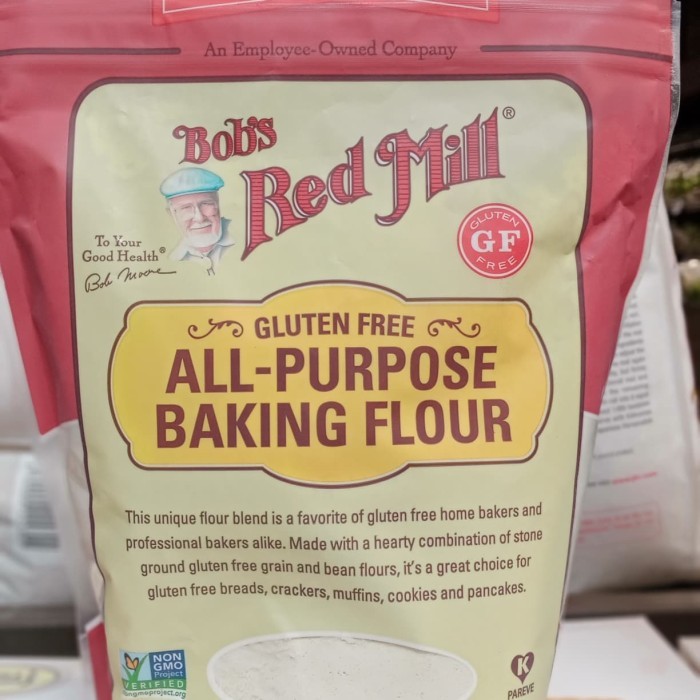 An Employee-Owned Company
Bob's
Red Mill®
To Your
Good Health®
Bob Moore
GLUTEN
GF
FREE
GLUTEN FREE
ALL-PURPOSE
BAKING FLOUR
This unique flour blend is a favorite of gluten free home bakers and
professional bakers alike. Made with a hearty combination of stone
ground gluten free grain and bean flours, it's a great choice for
gluten free breads, crackers, muffins, cookies and pancakes.
NON
GMO
Project
VERIFIED
nongmoproject.org
K
PAREVE